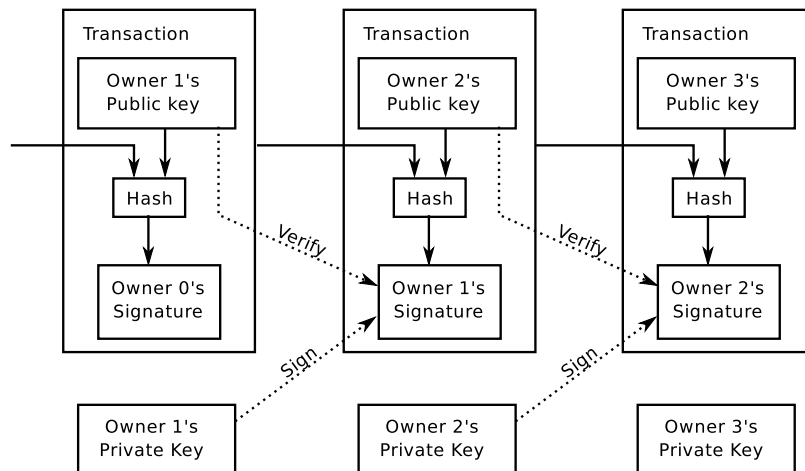 Transaction
Owner 1's
Public key
Hash
Owner 0's
Signature
Transaction
Owner 2's
Public key
Hash
Owner 1's
Signature
Transaction
Owner 3's
Public key
Hash
Owner 2's
Signature
Verify
Verify
Sign
Sign
Owner 1's
Private Key
Owner 2's
Private Key
Owner 3's
Private Key